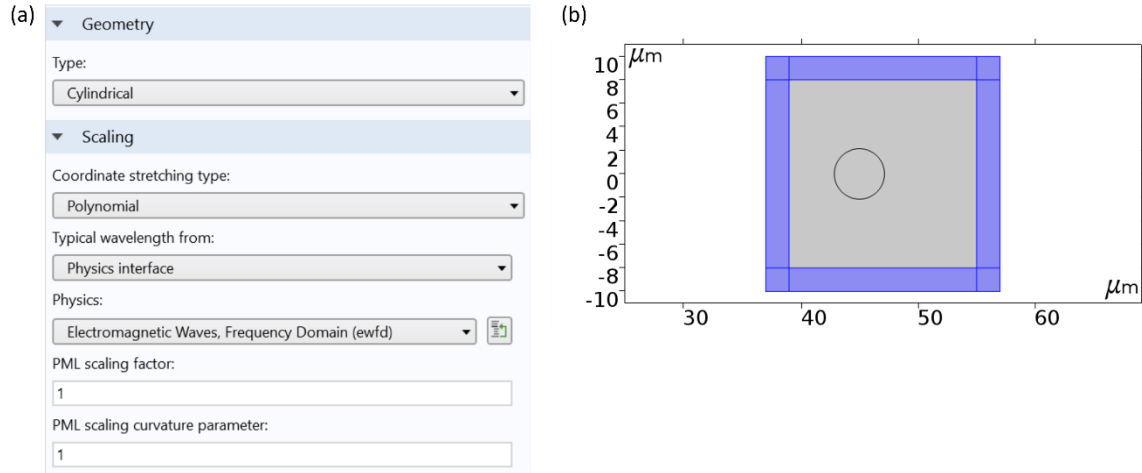 (a)
Geometry
Type:
Cylindrical
Scaling
Coordinate stretching type:
Polynomial
Typical wavelength from:
Physics interface
Physics:
Electromagnetic Waves, Frequency Domain (ewfd)
PML scaling factor:
1
PML scaling curvature parameter:
1
(b)
μm
10
8
6
4
2
0
-2
-4
-6
-8
-10
μm
30 40 50 60